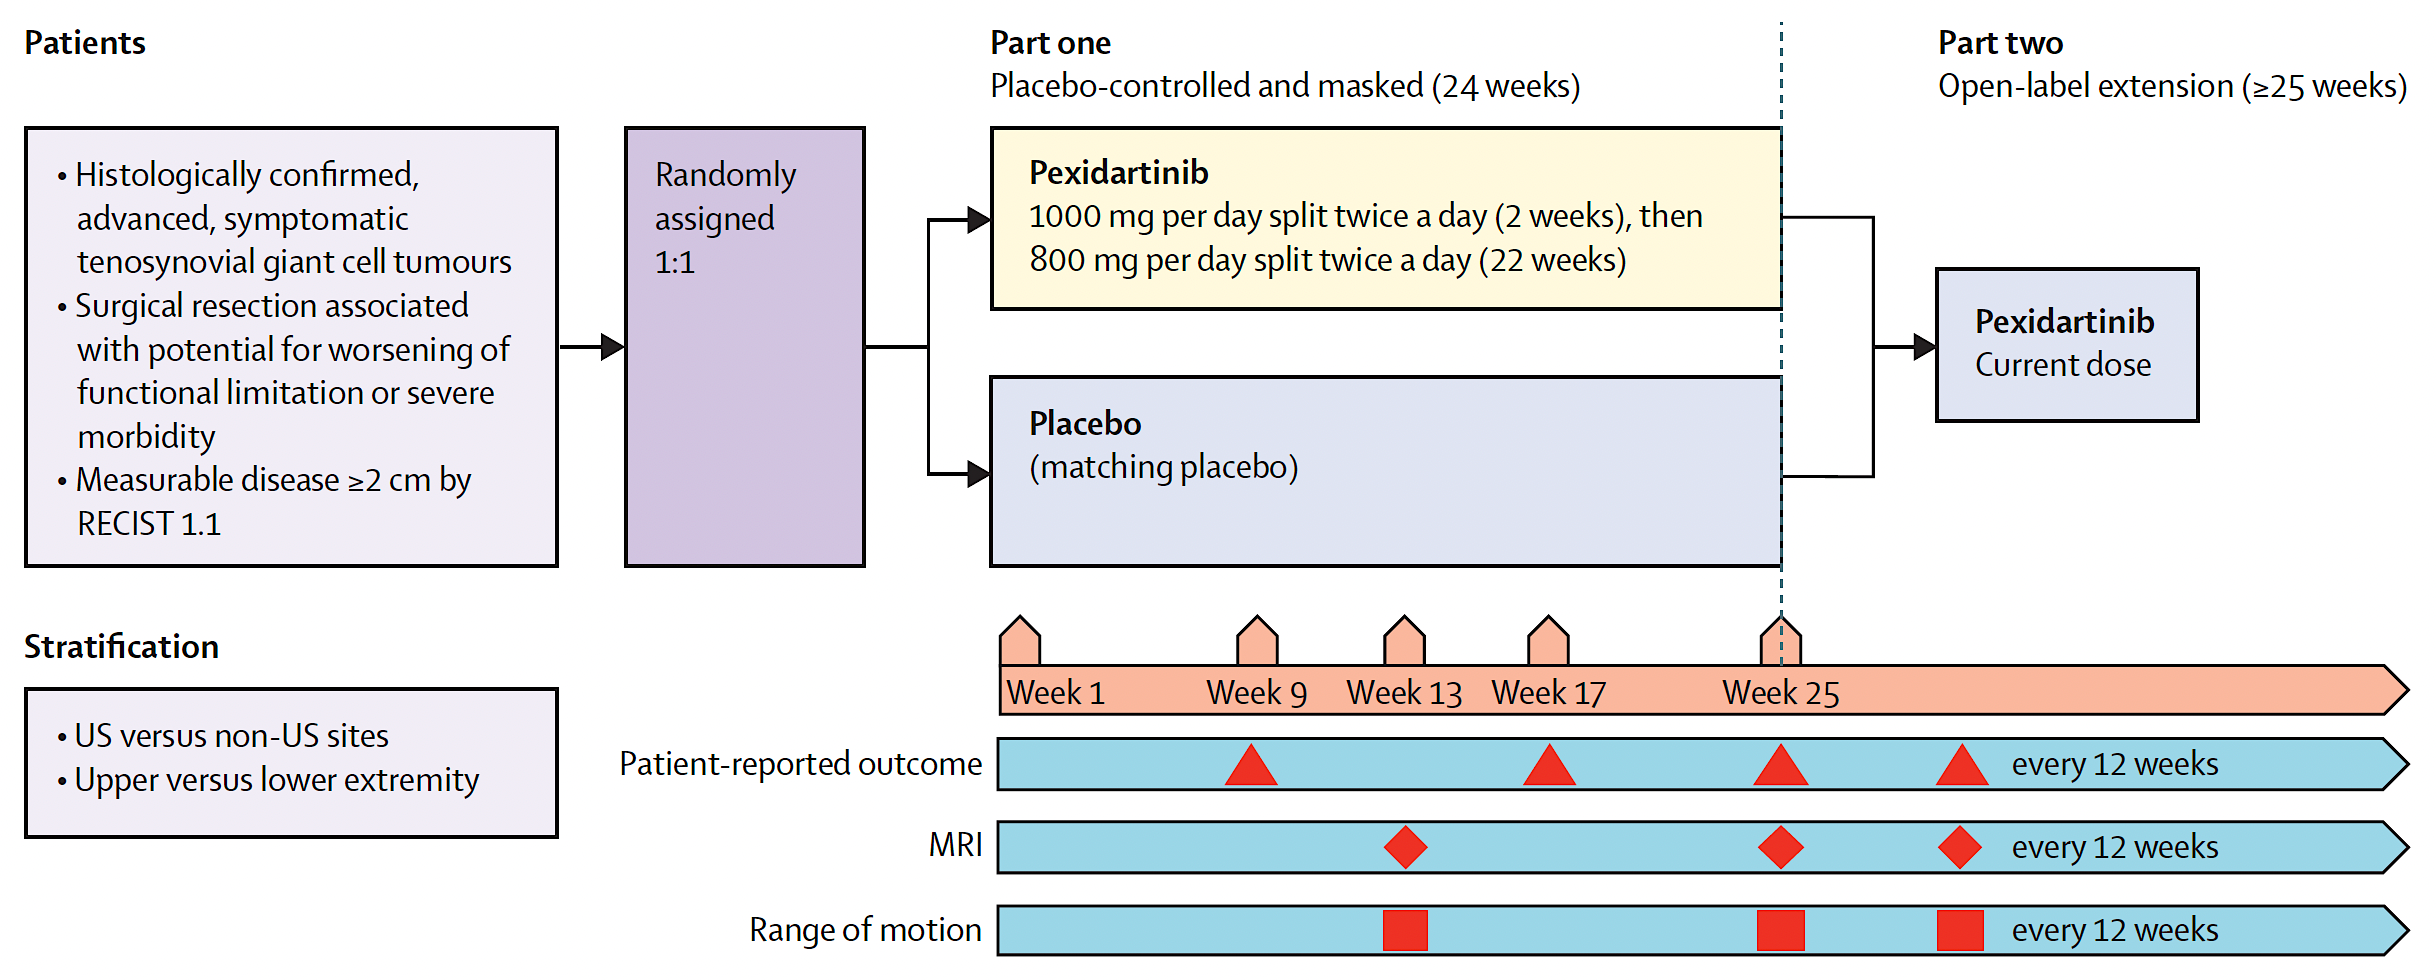 Patients
• Histologically confirmed,
advanced, symptomatic
tenosynovial giant cell tumours
• Surgical resection associated
with potential for worsening of
functional limitation or severe
morbidity
• Measurable disease ≥2 cm by
RECIST 1.1
Randomly
assigned
1:1
Part one
Placebo-controlled and masked (24 weeks)
Pexidartinib
1000 mg per day split twice a day (2 weeks), then
800 mg per day split twice a day (22 weeks)
Placebo
(matching placebo)
Part two
Open-label extension (≥25 weeks)
Pexidartinib
Current dose
Stratification
• US versus non-US sites
• Upper versus lower extremity
Week 1 Week 9 Week 13 Week 17 Week 25
Patient-reported outcome every 12 weeks
MRI every 12 weeks
Range of motion every 12 weeks